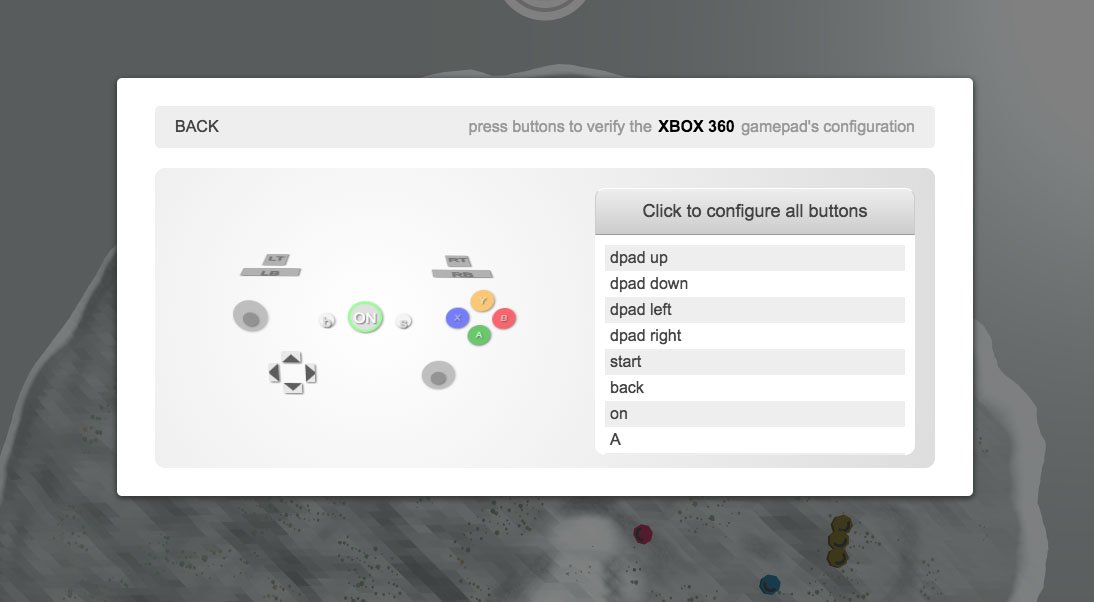 BACK
press buttons to verify the XBOX 360 gamepad's configuration
Click to configure all buttons
LT
LB
RT
RB
b
ON
s
Y
X
B
A
dpad up
dpad down
dpad left
dpad right
start
back
on
A